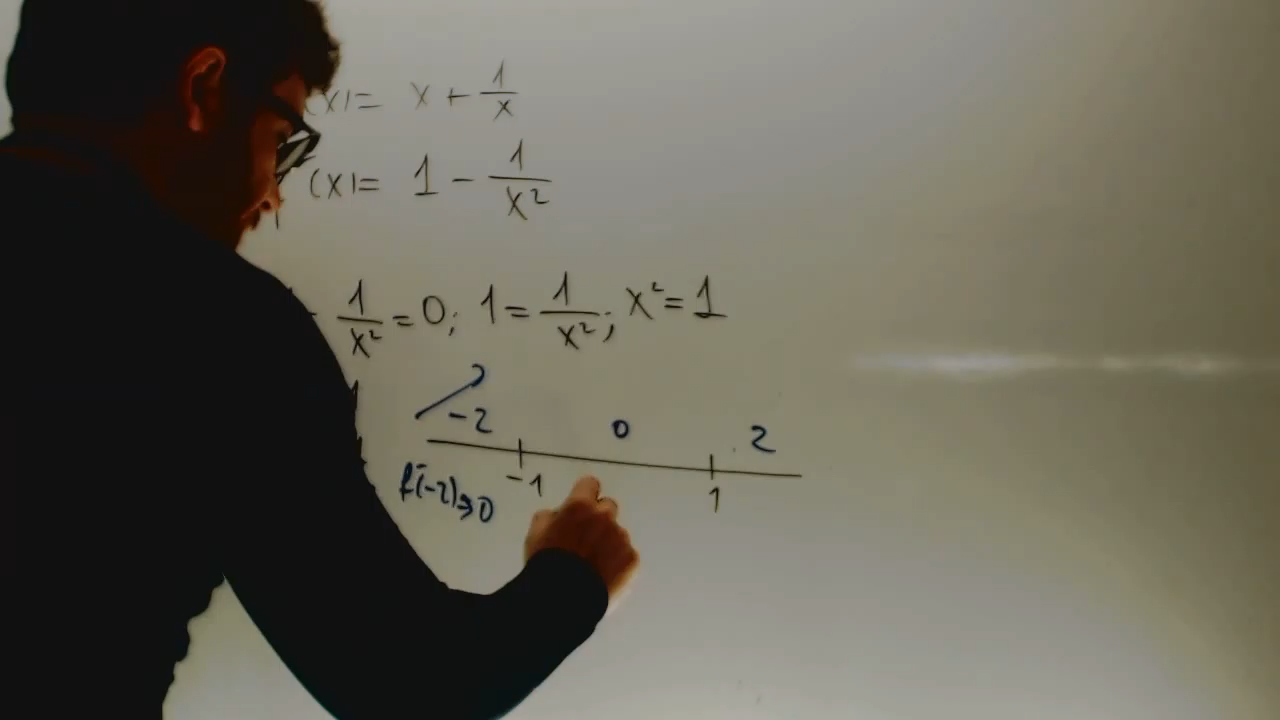 (x)= x + 1/x
(x)= 1 - 1/x²
1/x² = 0; 1 = 1/x²; x² = 1
-2 0 2
-1 1
f'(-2)>0